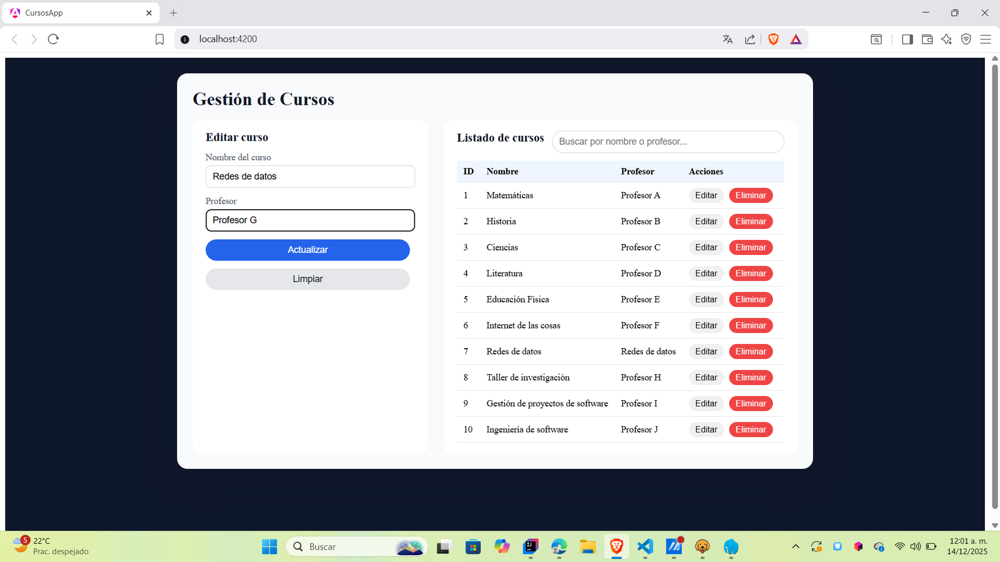 CursosApp
localhost:4200
Gestión de Cursos
Editar curso
Nombre del curso
Redes de datos
Profesor
Profesor G
Actualizar
Limpiar
Listado de cursos
Buscar por nombre o profesor...
ID Nombre Profesor Acciones
1 Matemáticas Profesor A Editar Eliminar
2 Historia Profesor B Editar Eliminar
3 Ciencias Profesor C Editar Eliminar
4 Literatura Profesor D Editar Eliminar
5 Educación Física Profesor E Editar Eliminar
6 Internet de las cosas Profesor F Editar Eliminar
7 Redes de datos Redes de datos Editar Eliminar
8 Taller de investigación Profesor H Editar Eliminar
9 Gestión de proyectos de software Profesor I Editar Eliminar
10 Ingeniería de software Profesor J Editar Eliminar
5
22°C
Prac. despejado
Buscar
IJ
12:01 a. m.
14/12/2025